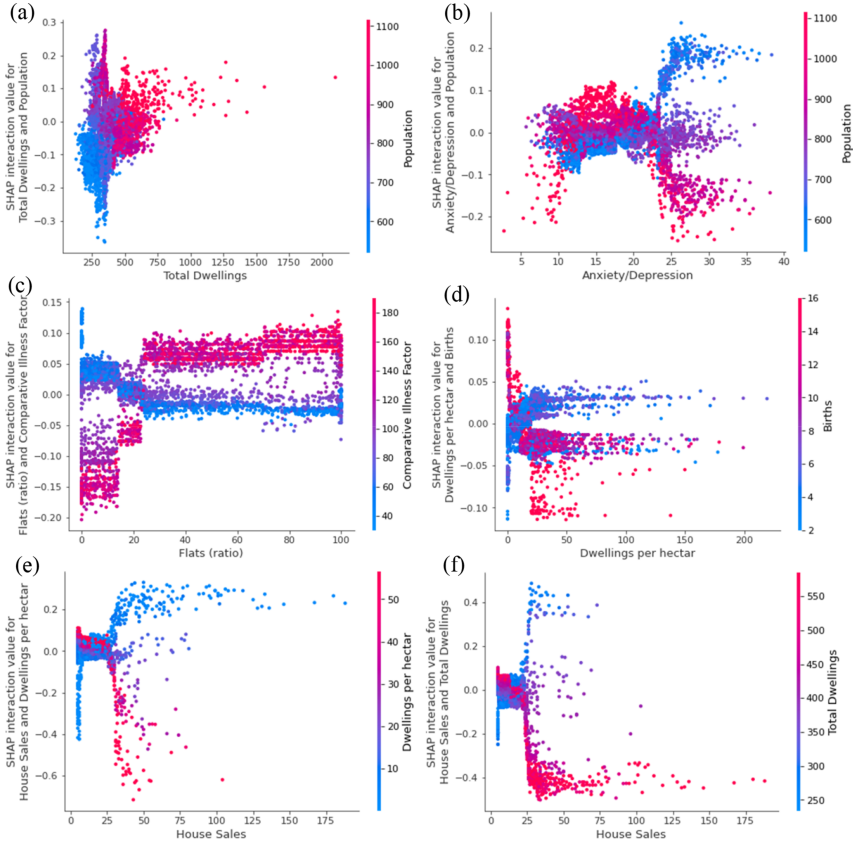 (a)
SHAP interaction value for
Total Dwellings and Population
0.3
0.2
0.1
0.0
−0.1
−0.2
−0.3
250 500 750 1000 1250 1500 1750 2000
Total Dwellings
1100
1000
900
800
700
600
Population
(b)
SHAP interaction value for
Anxiety/Depression and Population
0.2
0.1
0.0
−0.1
−0.2
5 10 15 20 25 30 35 40
Anxiety/Depression
1100
1000
900
800
700
600
Population
(c)
SHAP interaction value for
Flats (ratio) and Comparative Illness Factor
0.15
0.10
0.05
0.00
−0.05
−0.10
−0.15
−0.20
0 20 40 60 80 100
Flats (ratio)
180
160
140
120
100
80
60
40
Comparative Illness Factor
(d)
SHAP interaction value for
Dwellings per hectar and Births
0.10
0.05
0.00
−0.05
−0.10
0 50 100 150 200
Dwellings per hectar
16
14
12
10
8
6
4
2
Births
(e)
SHAP interaction value for
House Sales and Dwellings per hectar
0.2
0.0
−0.2
−0.4
−0.6
0 25 50 75 100 125 150 175
House Sales
50
40
30
20
10
Dwellings per hectar
(f)
SHAP interaction value for
House Sales and Total Dwellings
0.4
0.2
0.0
−0.2
−0.4
0 25 50 75 100 125 150 175
House Sales
550
500
450
400
350
300
250
Total Dwellings